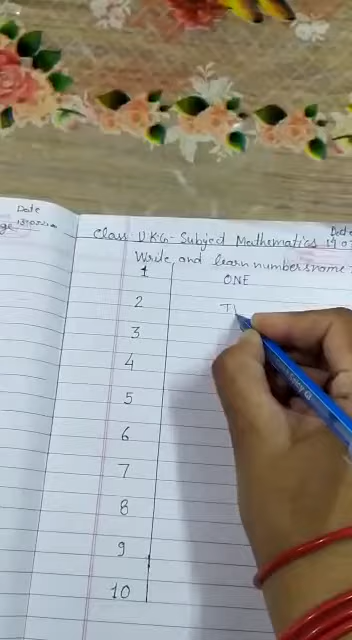 Date
Class U.K.G - Subject Mathematics
Write and learn numbers name
1 ONE
2 T
3
4
5
6
7
8
9
10